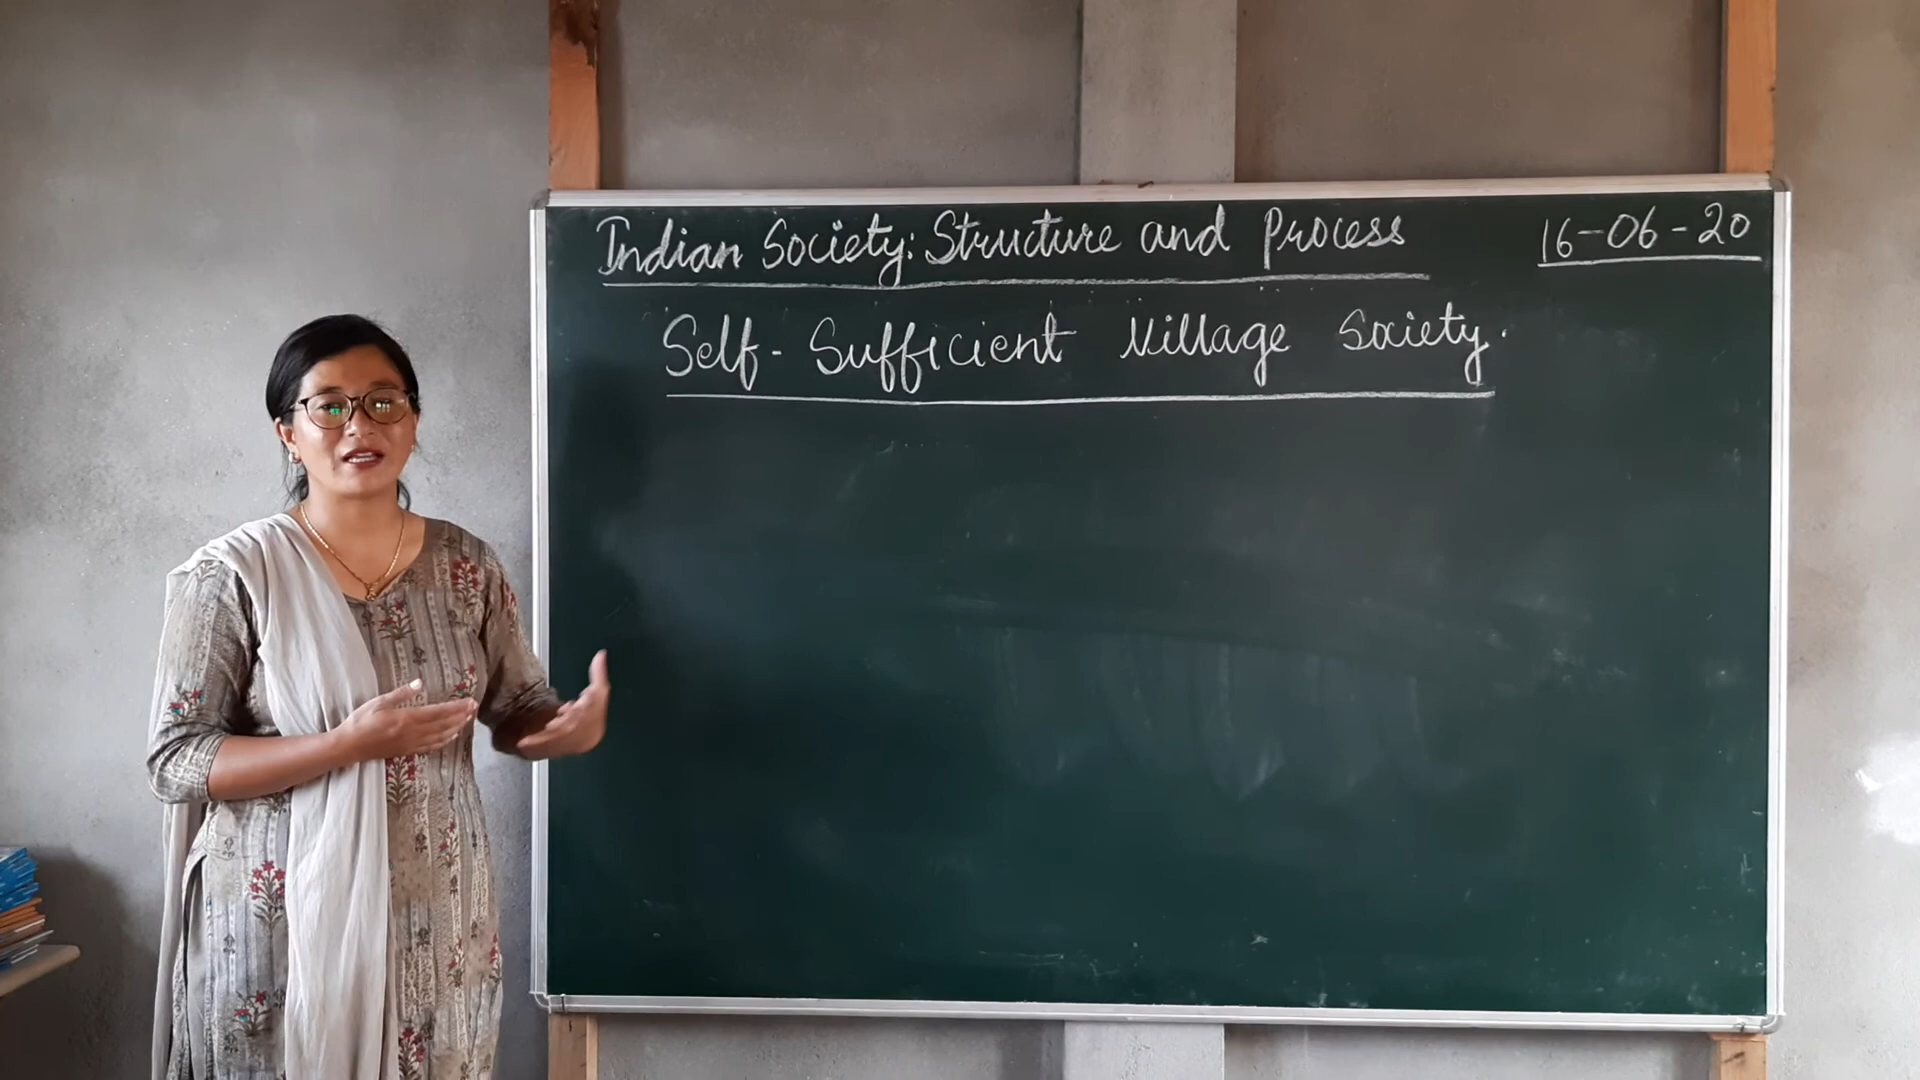 Indian Society: Structure and Process
16-06-20
Self-Sufficient Village Society.